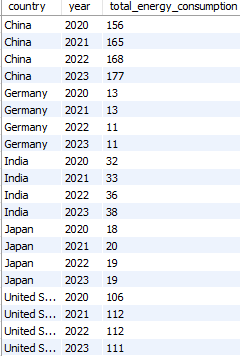 country year total_energy_consumption
China 2020 156
China 2021 165
China 2022 168
China 2023 177
Germany 2020 13
Germany 2021 13
Germany 2022 11
Germany 2023 11
India 2020 32
India 2021 33
India 2022 36
India 2023 38
Japan 2020 18
Japan 2021 20
Japan 2022 19
Japan 2023 19
United S... 2020 106
United S... 2021 112
United S... 2022 112
United S... 2023 111